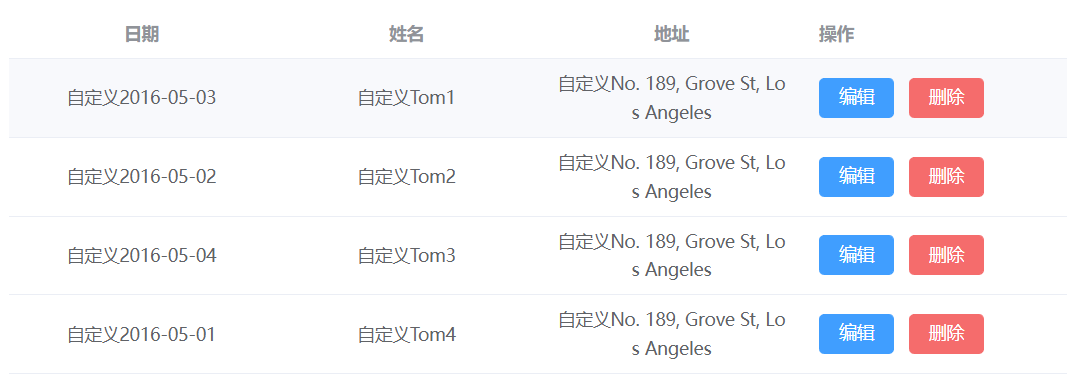 日期 姓名 地址 操作
自定义2016-05-03 自定义Tom1 自定义No. 189, Grove St, Lo
s Angeles 编辑 删除
自定义2016-05-02 自定义Tom2 自定义No. 189, Grove St, Lo
s Angeles 编辑 删除
自定义2016-05-04 自定义Tom3 自定义No. 189, Grove St, Lo
s Angeles 编辑 删除
自定义2016-05-01 自定义Tom4 自定义No. 189, Grove St, Lo
s Angeles 编辑 删除